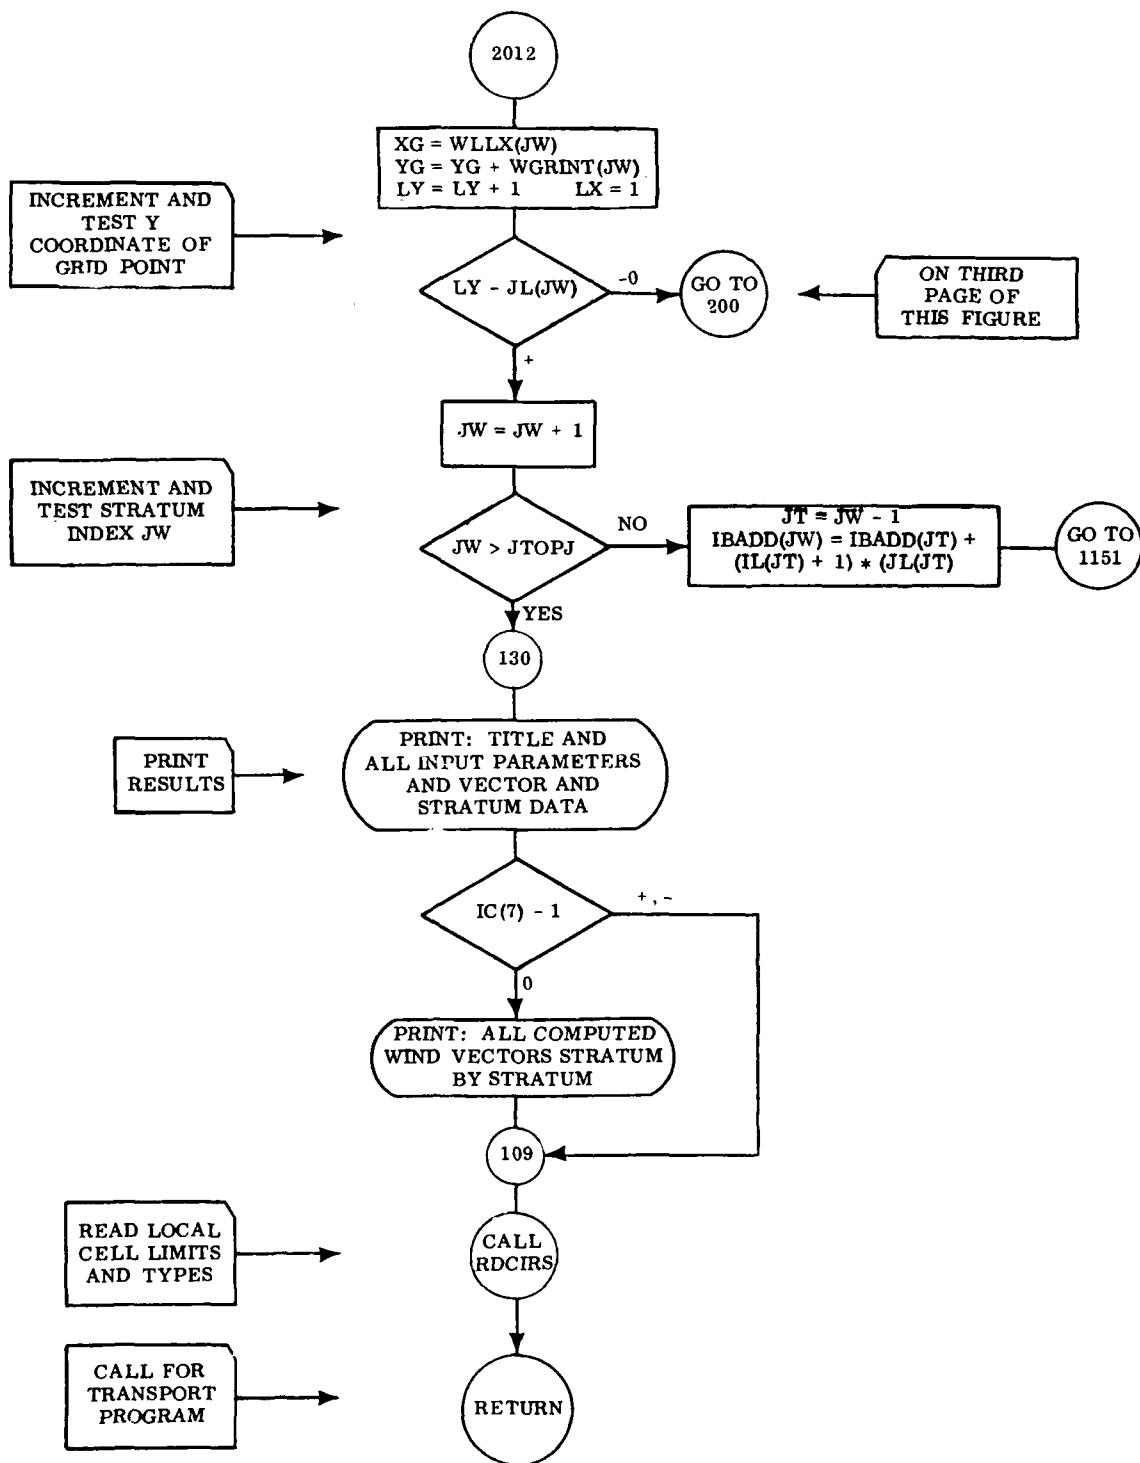 2012
XG = WLLX(JW)
YG = YG + WGRINT(JW)
LY = LY + 1 LX = 1
INCREMENT AND
TEST Y
COORDINATE OF
GRID POINT
LY - JL(JW)
-0
GO TO
200
ON THIRD
PAGE OF
THIS FIGURE
+
JW = JW + 1
INCREMENT AND
TEST STRATUM
INDEX JW
JW > JTOPJ
NO
JT = JW - 1
IBADD(JW) = IBADD(JT) +
(IL(JT) + 1) * (JL(JT)
GO TO
1151
YES
130
PRINT
RESULTS
PRINT: TITLE AND
ALL INPUT PARAMETERS
AND VECTOR AND
STRATUM DATA
IC(7) - 1
+ , -
0
PRINT: ALL COMPUTED
WIND VECTORS STRATUM
BY STRATUM
109
READ LOCAL
CELL LIMITS
AND TYPES
CALL
RDCIRS
CALL FOR
TRANSPORT
PROGRAM
RETURN